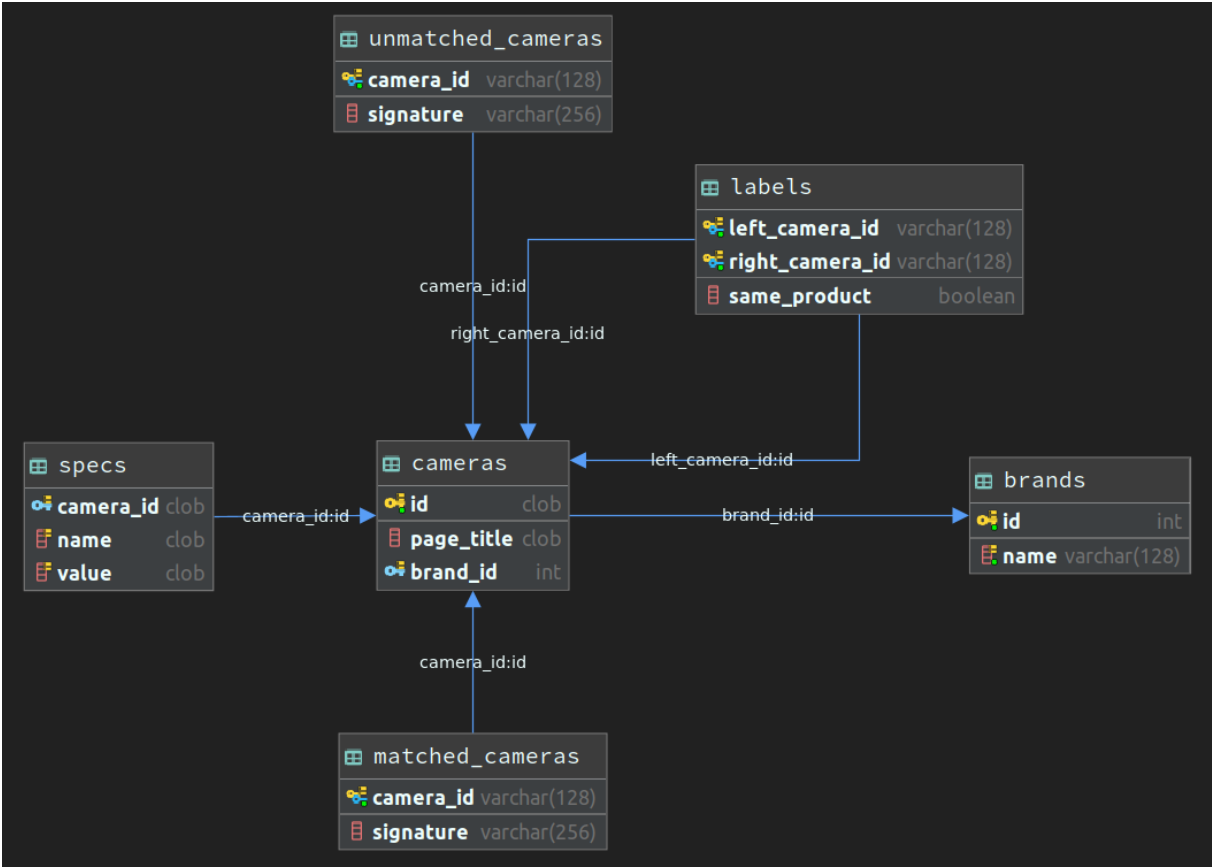 unmatched_cameras
camera_id varchar(128)
signature varchar(256)
labels
left_camera_id varchar(128)
right_camera_id varchar(128)
same_product boolean
camera_id:id
right_camera_id:id
left_camera_id:id
specs
camera_id clob
name clob
value clob
camera_id:id
cameras
id clob
page_title clob
brand_id int
brand_id:id
brands
id int
name varchar(128)
camera_id:id
matched_cameras
camera_id varchar(128)
signature varchar(256)